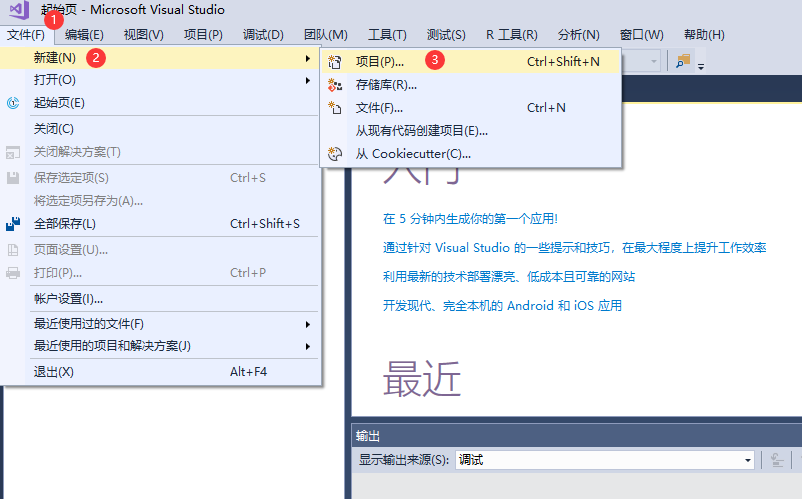 起始页 - Microsoft Visual Studio
1
文件(F) 编辑(E) 视图(V) 项目(P) 调试(D) 团队(M) 工具(T) 测试(S) R 工具(R) 分析(N) 窗口(W) 帮助(H)
新建(N) 2
打开(O)
起始页(E)
关闭(C)
关闭解决方案(T)
保存选定项(S) Ctrl+S
将选定项另存为(A)...
全部保存(L) Ctrl+Shift+S
页面设置(U)...
打印(P)... Ctrl+P
帐户设置(I)...
最近使用过的文件(F)
最近使用的项目和解决方案(J)
退出(X) Alt+F4
项目(P)... 3 Ctrl+Shift+N
存储库(R)...
文件(F)... Ctrl+N
从现有代码创建项目(E)...
从 Cookiecutter(C)...
入门
在 5 分钟内生成你的第一个应用!
通过针对 Visual Studio 的一些提示和技巧，在最大程度上提升工作效率
利用最新的技术部署漂亮、低成本且可靠的网站
开发现代、完全本机的 Android 和 iOS 应用
最近
输出
显示输出来源(S): 调试